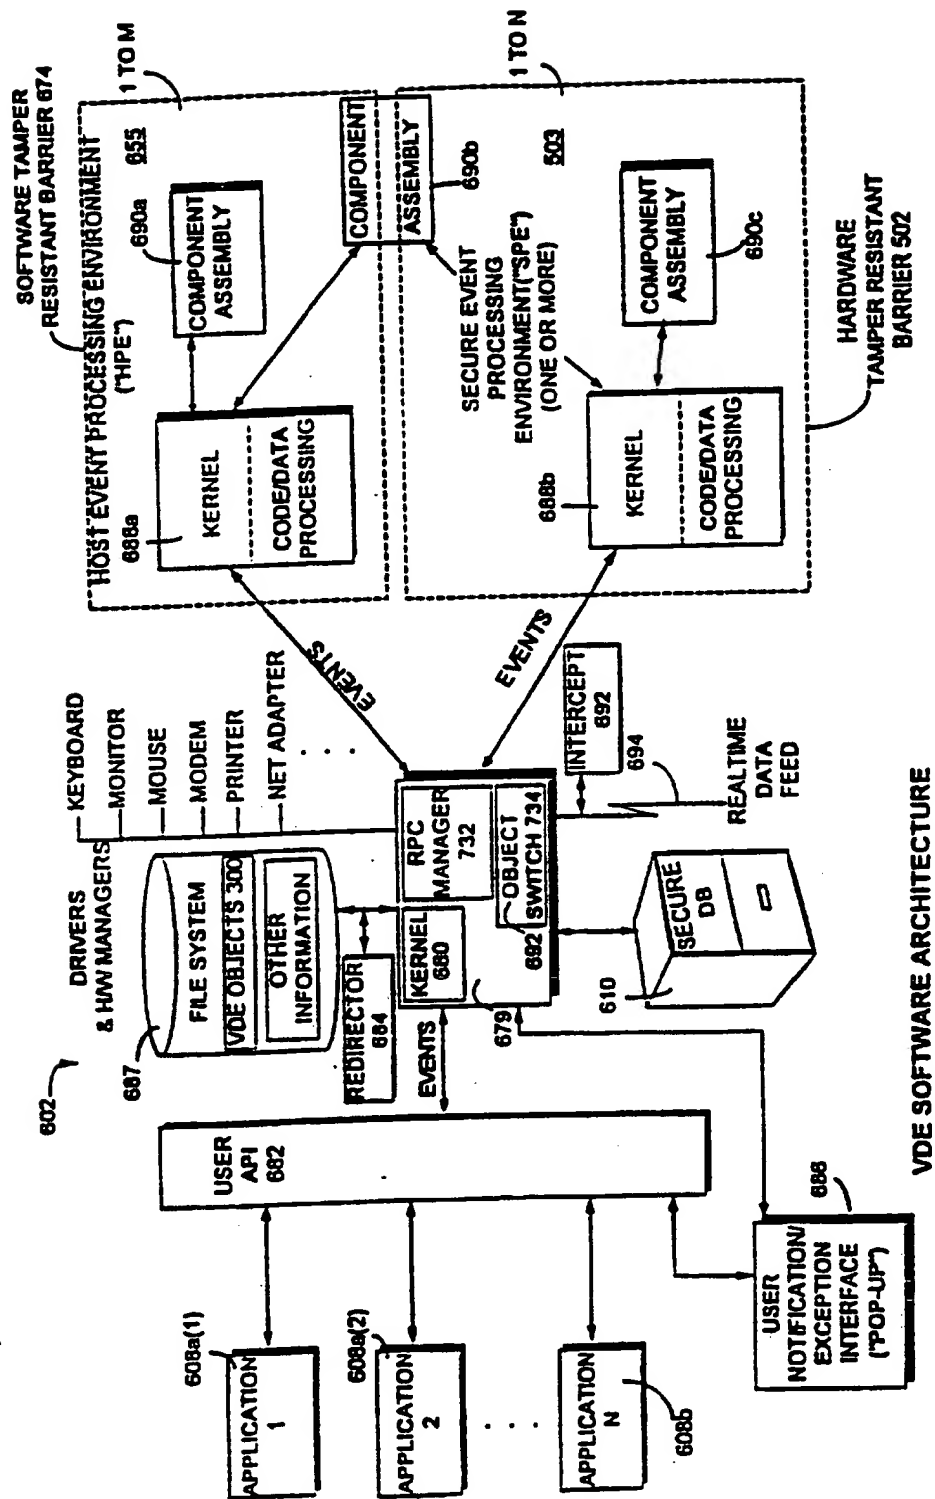 602
DRIVERS
& H/W MANAGERS
KEYBOARD
MONITOR
MOUSE
MODEM
PRINTER
NET ADAPTER
. . .
687
FILE SYSTEM
VDE OBJECTS 300
OTHER
INFORMATION
REDIRECTOR
684
608a(1)
APPLICATION
1
608a(2)
APPLICATION
2
. . . .
APPLICATION
N
608b
USER
API
682
EVENTS
KERNEL
680
RPC
MANAGER
732
692
OBJECT
SWITCH 734
679
INTERCEPT
692
694
REALTIME
DATA
FEED
SECURE
DB
610
686
USER
NOTIFICATION/
EXCEPTION
INTERFACE
("POP-UP")
EVENTS
EVENTS
SOFTWARE TAMPER
RESISTANT BARRIER 674
HOST EVENT PROCESSING ENVIRONMENT
("HPE")
655
1 TO M
688a
KERNEL
CODE/DATA
PROCESSING
690a
COMPONENT
ASSEMBLY
COMPONENT
ASSEMBLY
690b
SECURE EVENT
PROCESSING
ENVIRONMENT("SPE")
(ONE OR MORE)
503
1 TO N
688b
KERNEL
CODE/DATA
PROCESSING
COMPONENT
ASSEMBLY
690c
HARDWARE
TAMPER RESISTANT
BARRIER 502
VDE SOFTWARE ARCHITECTURE